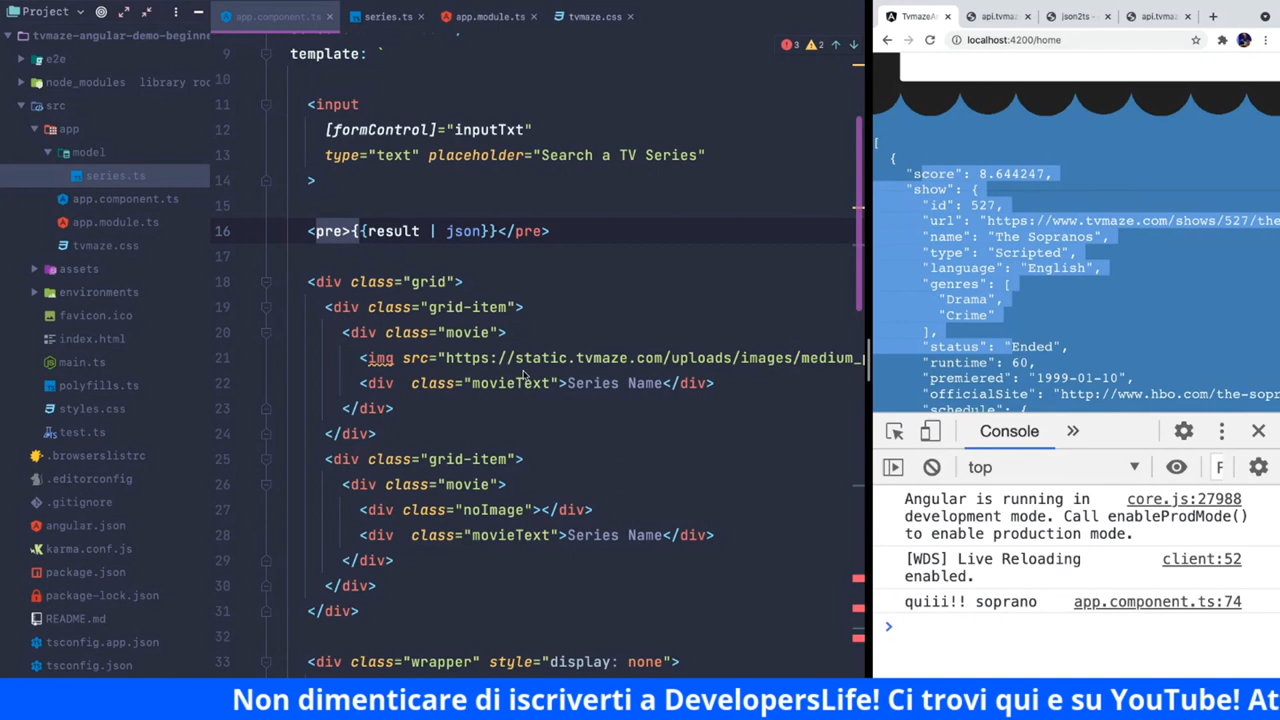 Project
app.component.ts
series.ts
app.module.ts
tvmaze.css
tvmaze-angular-demo-beginne
e2e
node_modules library roo
src
app
model
series.ts
app.component.ts
app.module.ts
tvmaze.css
assets
environments
favicon.ico
index.html
main.ts
polyfills.ts
styles.css
test.ts
.browserslistrc
.editorconfig
.gitignore
angular.json
karma.conf.js
package.json
package-lock.json
README.md
tsconfig.app.json
tsconfig.json
3 2
9 template: `
10
11 <input
12 [formControl]="inputTxt"
13 type="text" placeholder="Search a TV Series"
14 >
15
16 <pre>{{result | json}}</pre>
17
18 <div class="grid">
19 <div class="grid-item">
20 <div class="movie">
21 <img src="https://static.tvmaze.com/uploads/images/medium_p
22 <div class="movieText">Series Name</div>
23 </div>
24 </div>
25 <div class="grid-item">
26 <div class="movie">
27 <div class="noImage"></div>
28 <div class="movieText">Series Name</div>
29 </div>
30 </div>
31 </div>
32
33 <div class="wrapper" style="display: none">
TvmazeAn
api.tvmaz
json2ts -
api.tvmaz
localhost:4200/home
[
{
"score": 8.644247,
"show": {
"id": 527,
"url": "https://www.tvmaze.com/shows/527/the
"name": "The Sopranos",
"type": "Scripted",
"language": "English",
"genres": [
"Drama",
"Crime"
],
"status": "Ended",
"runtime": 60,
"premiered": "1999-01-10",
"officialSite": "http://www.hbo.com/the-sopr
"schedule": {
Console
top
F
Angular is running in core.js:27988
development mode. Call enableProdMode()
to enable production mode.
[WDS] Live Reloading client:52
enabled.
quiii!! soprano app.component.ts:74
Non dimenticare di iscriverti a DevelopersLife! Ci trovi qui e su YouTube! At